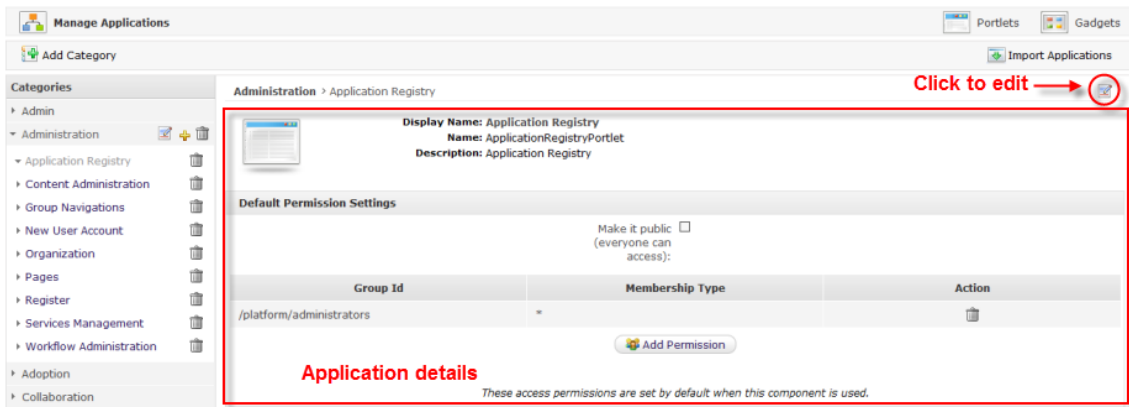 Manage Applications
Portlets
Gadgets
Add Category
Import Applications
Categories
Admin
Administration
Application Registry
Content Administration
Group Navigations
New User Account
Organization
Pages
Register
Services Management
Workflow Administration
Adoption
Collaboration
Administration › Application Registry
Click to edit
Display Name: Application Registry
Name: ApplicationRegistryPortlet
Description: Application Registry
Default Permission Settings
Make it public
(everyone can
access):
Group Id Membership Type Action
/platform/administrators *
Add Permission
Application details
These access permissions are set by default when this component is used.